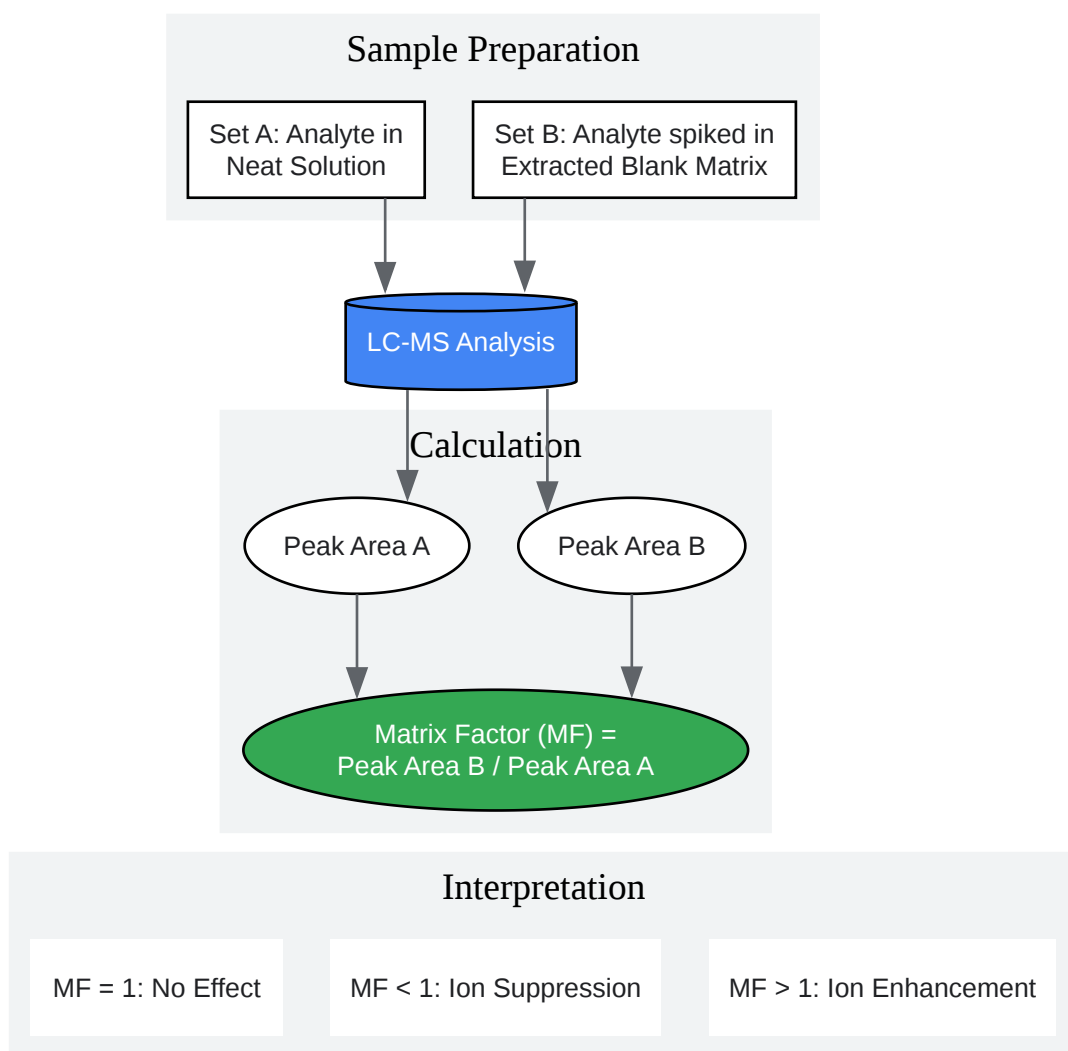 Sample Preparation
Set A: Analyte in
Neat Solution
Set B: Analyte spiked in
Extracted Blank Matrix
LC-MS Analysis
Calculation
Peak Area A
Peak Area B
Matrix Factor (MF) =
Peak Area B / Peak Area A
Interpretation
MF = 1: No Effect
MF < 1: Ion Suppression
MF > 1: Ion Enhancement